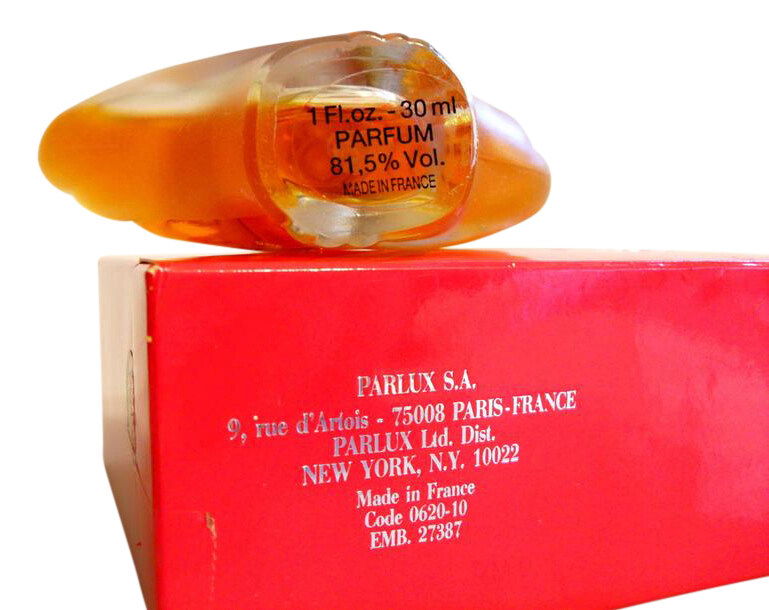 1 Fl.oz. - 30 ml
PARFUM
81,5% Vol.
MADE IN FRANCE
PARLUX S.A.
9, rue d'Artois - 75008 PARIS-FRANCE
PARLUX Ltd. Dist.
NEW YORK, N.Y. 10022
Made in France
Code 0620-10
EMB. 27387